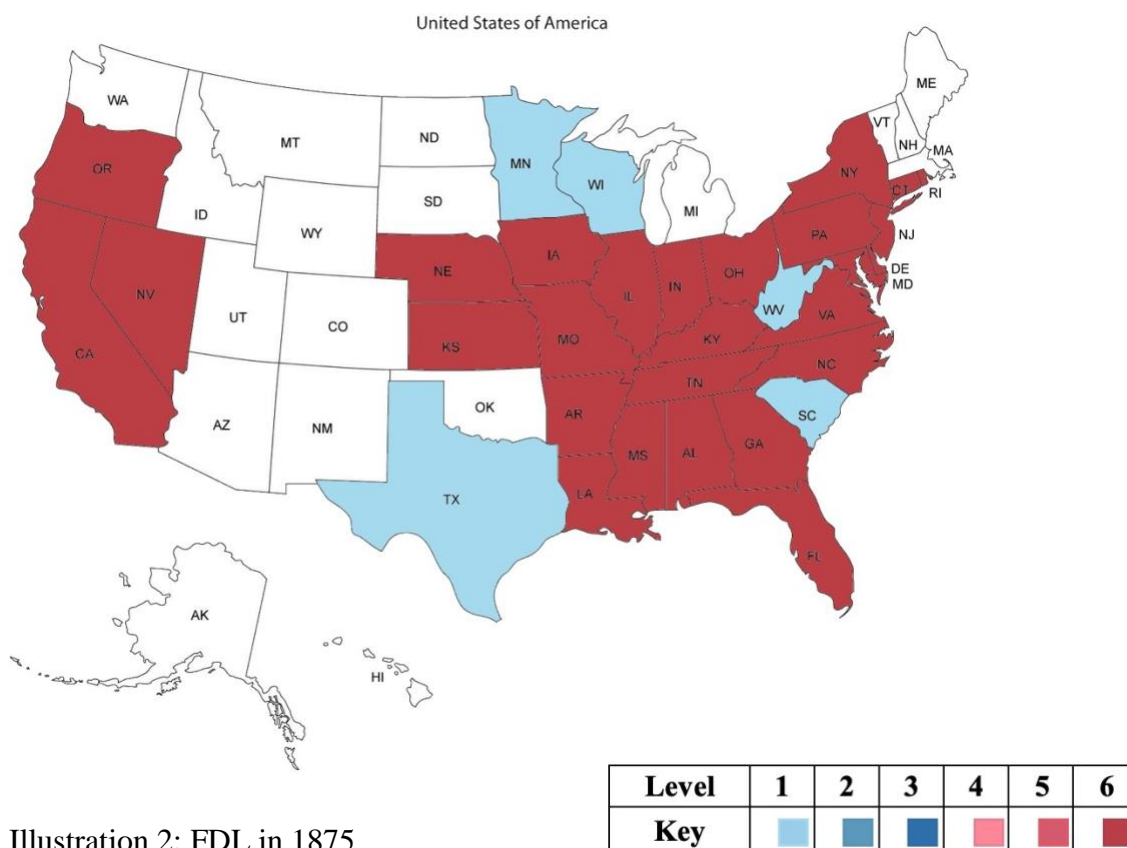 United States of America
WA
MT
ND
MN
ME
VT
NH
MA
OR
ID
WY
SD
WI
MI
NY
CT
RI
NV
UT
CO
NE
IA
IL
IN
OH
PA
NJ
DE
MD
CA
KS
MO
KY
WV
VA
AZ
NM
OK
AR
TN
NC
SC
TX
LA
MS
AL
GA
FL
AK
HI
Level 1 2 3 4 5 6
Key
Illustration 2: FDL in 1875